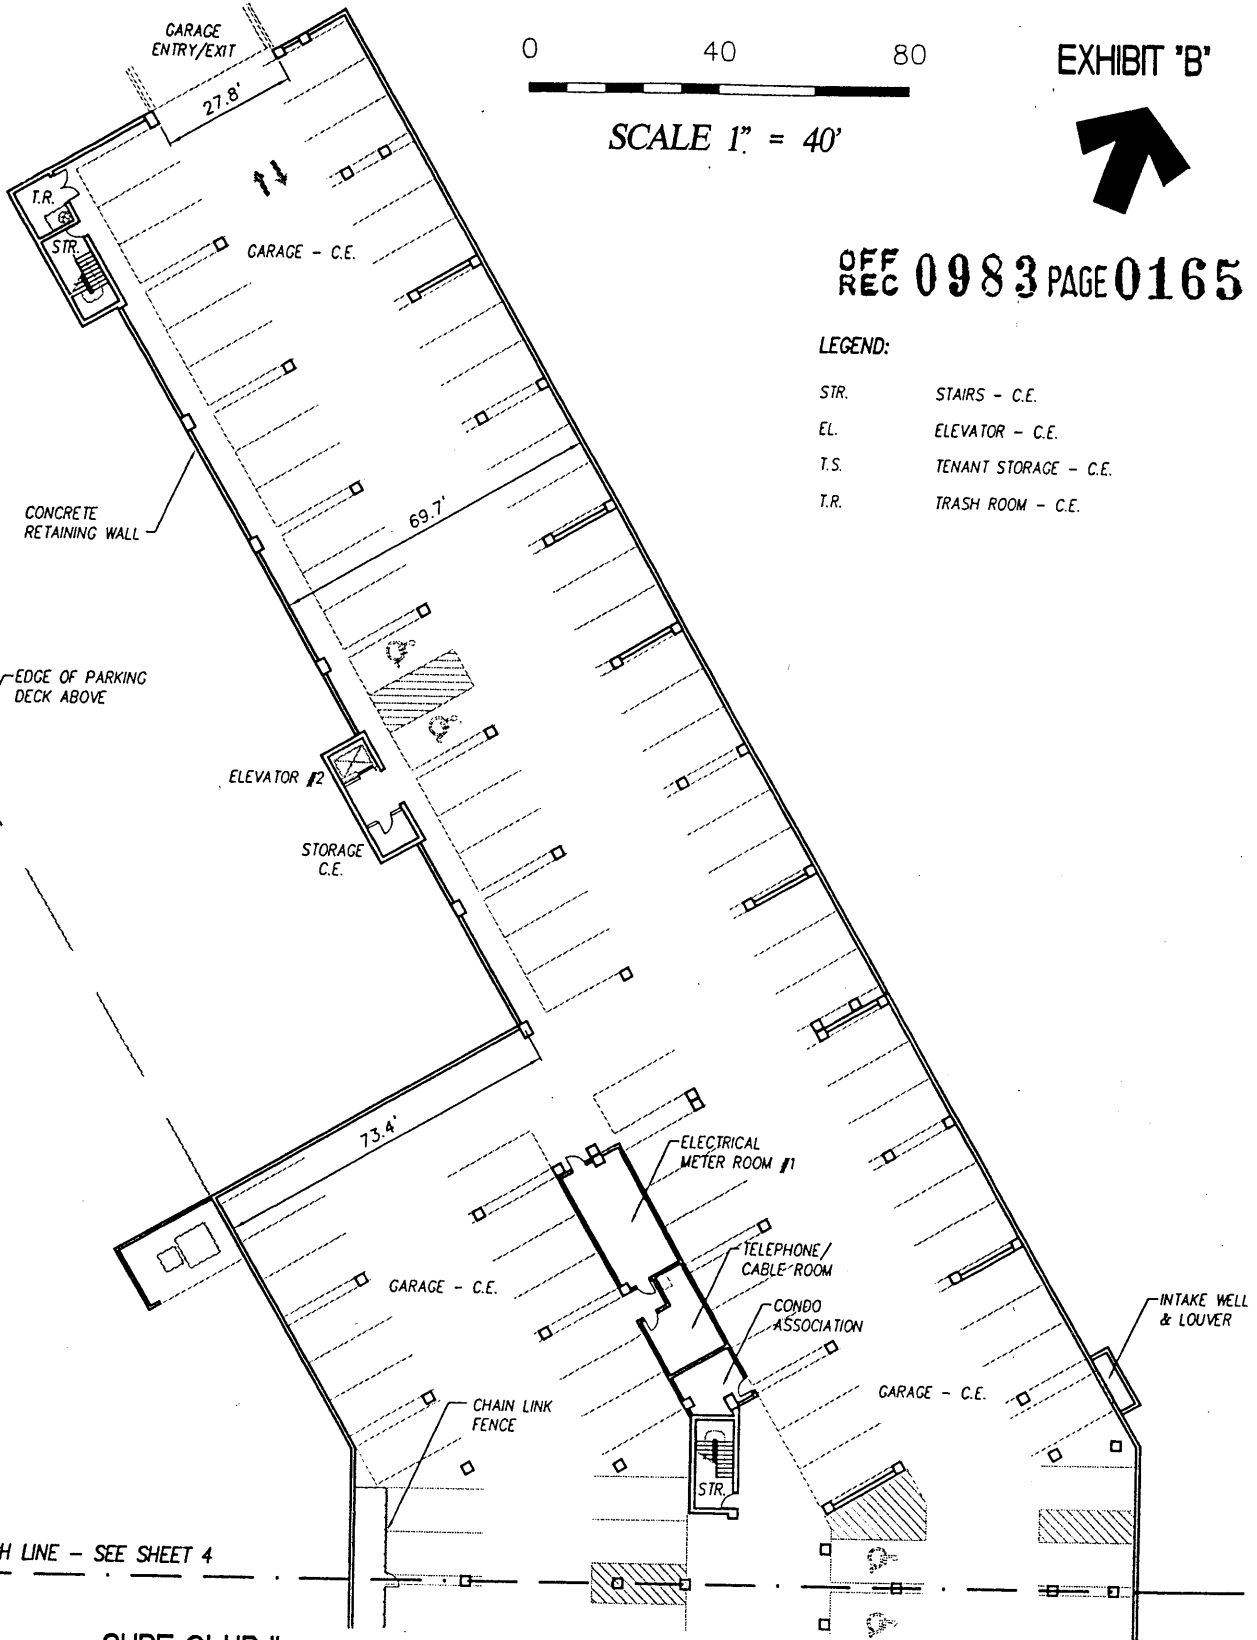 GARAGE
ENTRY/EXIT
0 40 80
EXHIBIT "B"
27.8'
SCALE 1" = 40'
T.R.
STR.
GARAGE - C.E.
OFF
REC 0983 PAGE 0165
LEGEND:
STR. STAIRS - C.E.
EL. ELEVATOR - C.E.
T.S. TENANT STORAGE - C.E.
T.R. TRASH ROOM - C.E.
CONCRETE
RETAINING WALL
69.7'
EDGE OF PARKING
DECK ABOVE
ELEVATOR #2
STORAGE
C.E.
73.4'
ELECTRICAL
METER ROOM #1
TELEPHONE/
CABLE ROOM
GARAGE - C.E.
CONDO
ASSOCIATION
INTAKE WELL
& LOUVER
GARAGE - C.E.
CHAIN LINK
FENCE
STR.
H LINE - SEE SHEET 4